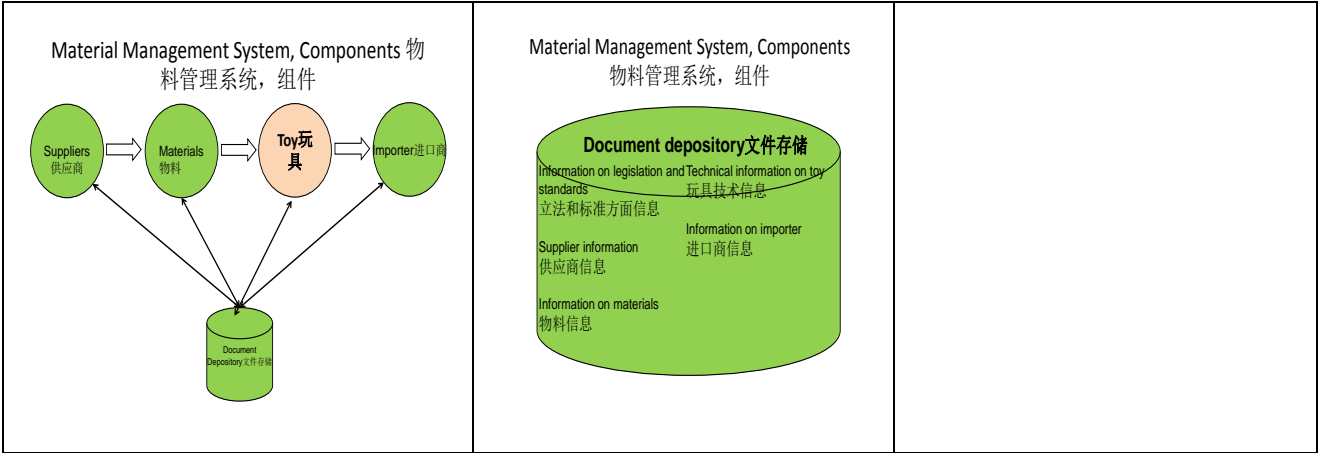 Material Management System, Components 物
料管理系统，组件
Suppliers
供应商
Materials
物料
Toy玩
具
Importer进口商
Document
Depository文件存储
Material Management System, Components
物料管理系统，组件
Document depository文件存储
Information on legislation and
standards
立法和标准方面信息
Supplier information
供应商信息
Information on materials
物料信息
Technical information on toy
玩具技术信息
Information on importer
进口商信息